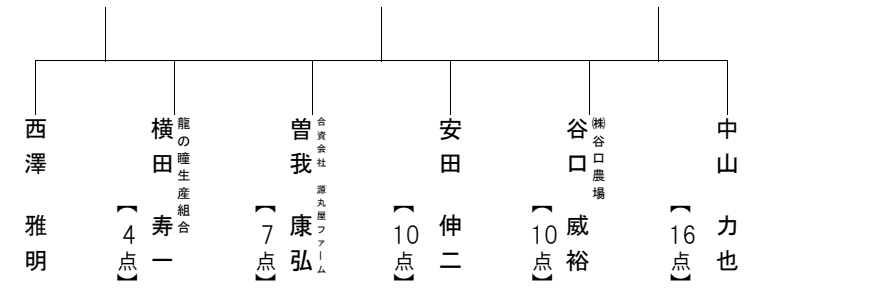 中山 力也
【16点】
㈱谷口農場
谷口 威裕
【10点】
安田 伸二
【10点】
合資会社 源丸屋ファーム
曽我 康弘
【7点】
龍の瞳生産組合
横田 寿一
【4点】
西澤 雅明